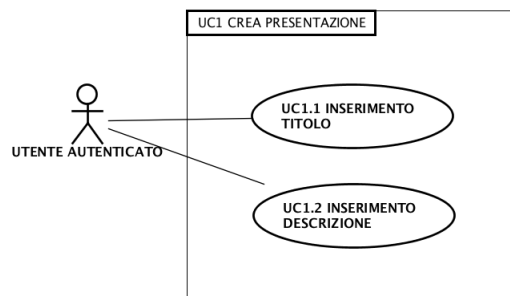 UC1 CREA PRESENTAZIONE
UC1.1 INSERIMENTO
TITOLO
UTENTE AUTENTICATO
UC1.2 INSERIMENTO
DESCRIZIONE